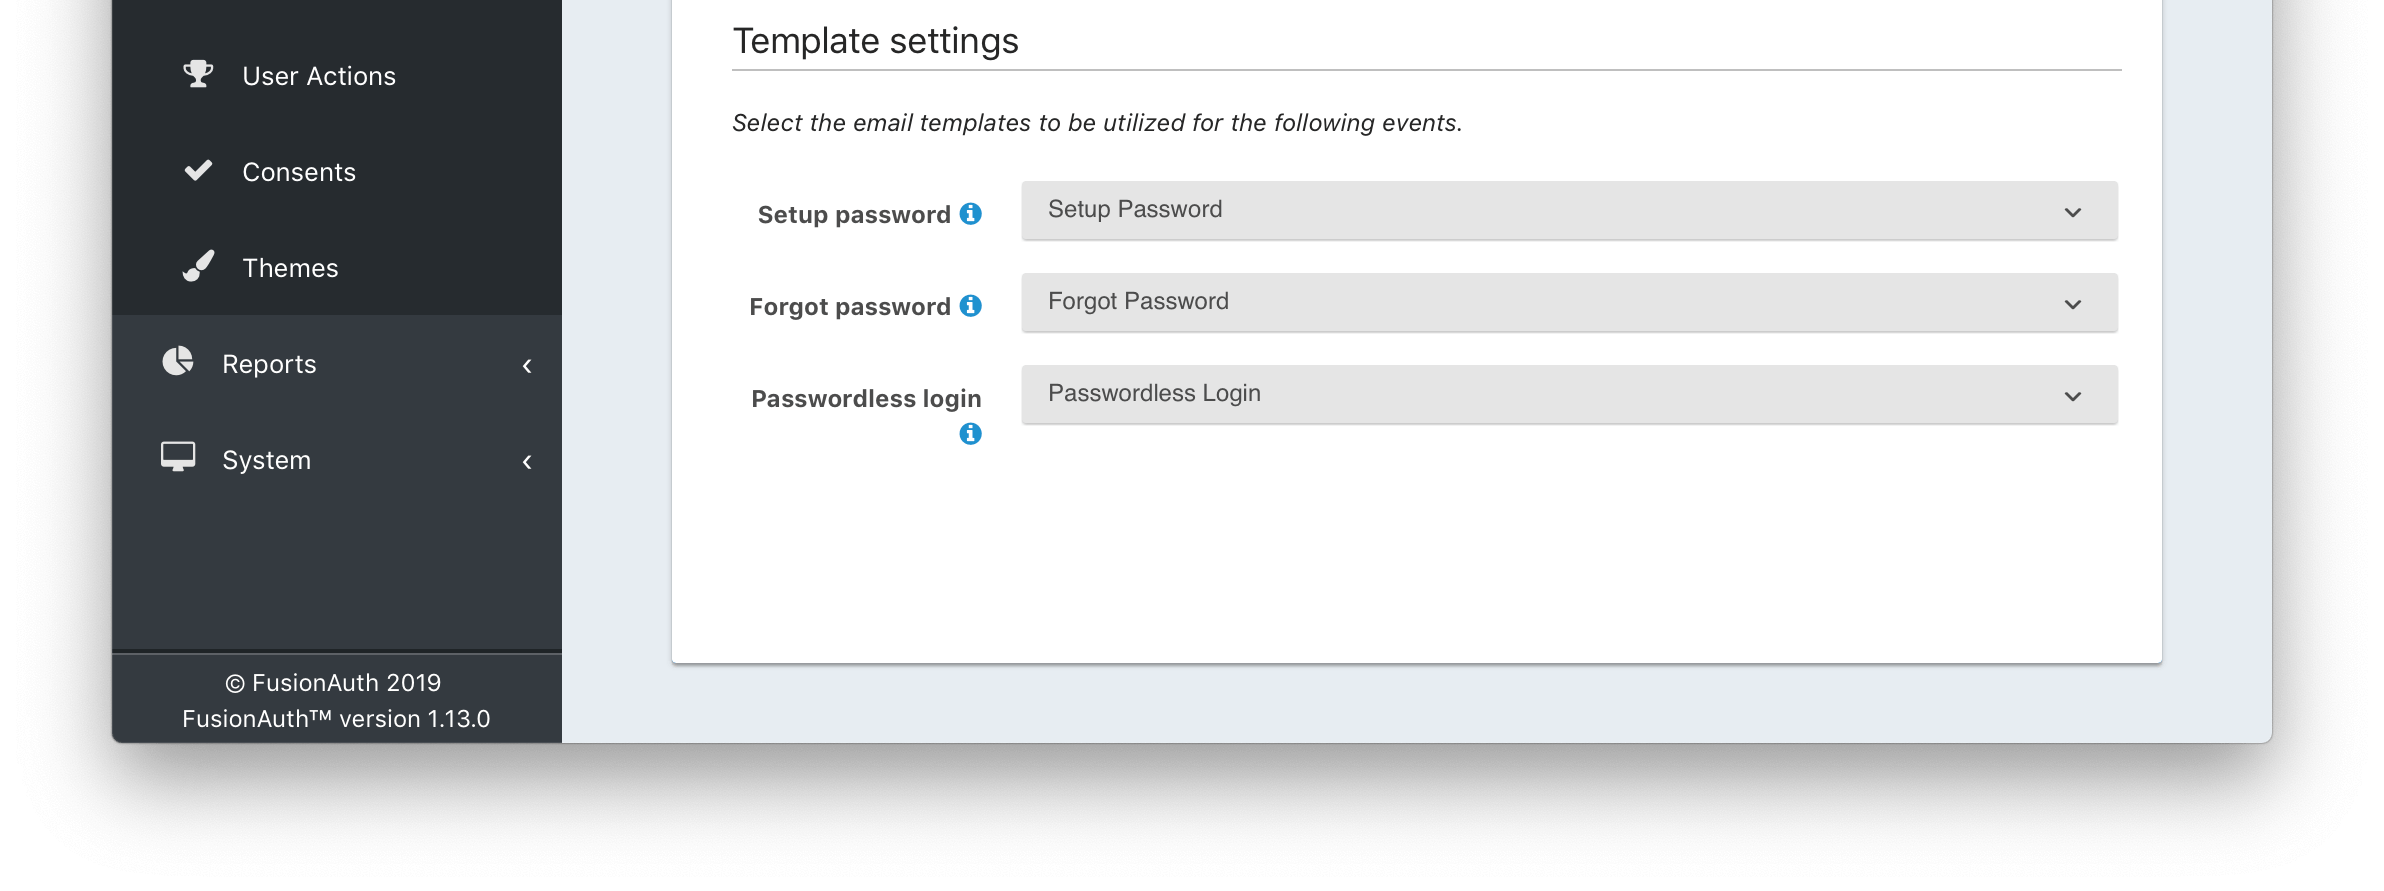 User Actions
Consents
Themes
Reports
System
© FusionAuth 2019
FusionAuth™ version 1.13.0
Template settings
Select the email templates to be utilized for the following events.
Setup password Setup Password
Forgot password Forgot Password
Passwordless login Passwordless Login